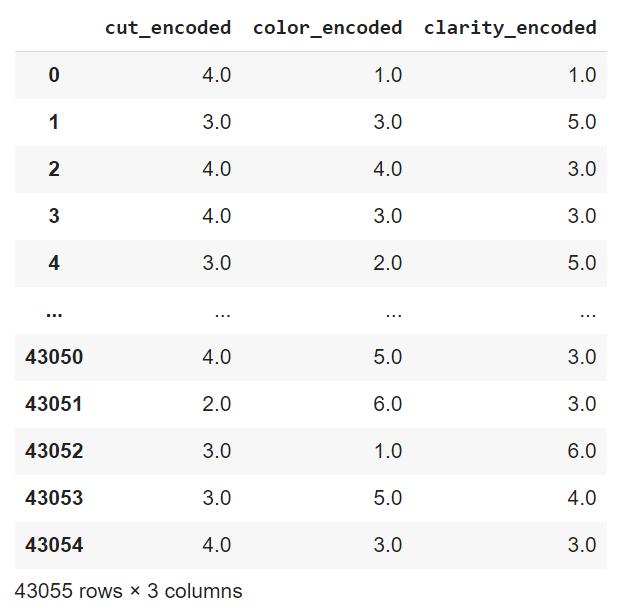 cut_encoded color_encoded clarity_encoded
0 4.0 1.0 1.0
1 3.0 3.0 5.0
2 4.0 4.0 3.0
3 4.0 3.0 3.0
4 3.0 2.0 5.0
... ... ... ...
43050 4.0 5.0 3.0
43051 2.0 6.0 3.0
43052 3.0 1.0 6.0
43053 3.0 5.0 4.0
43054 4.0 3.0 3.0
43055 rows × 3 columns